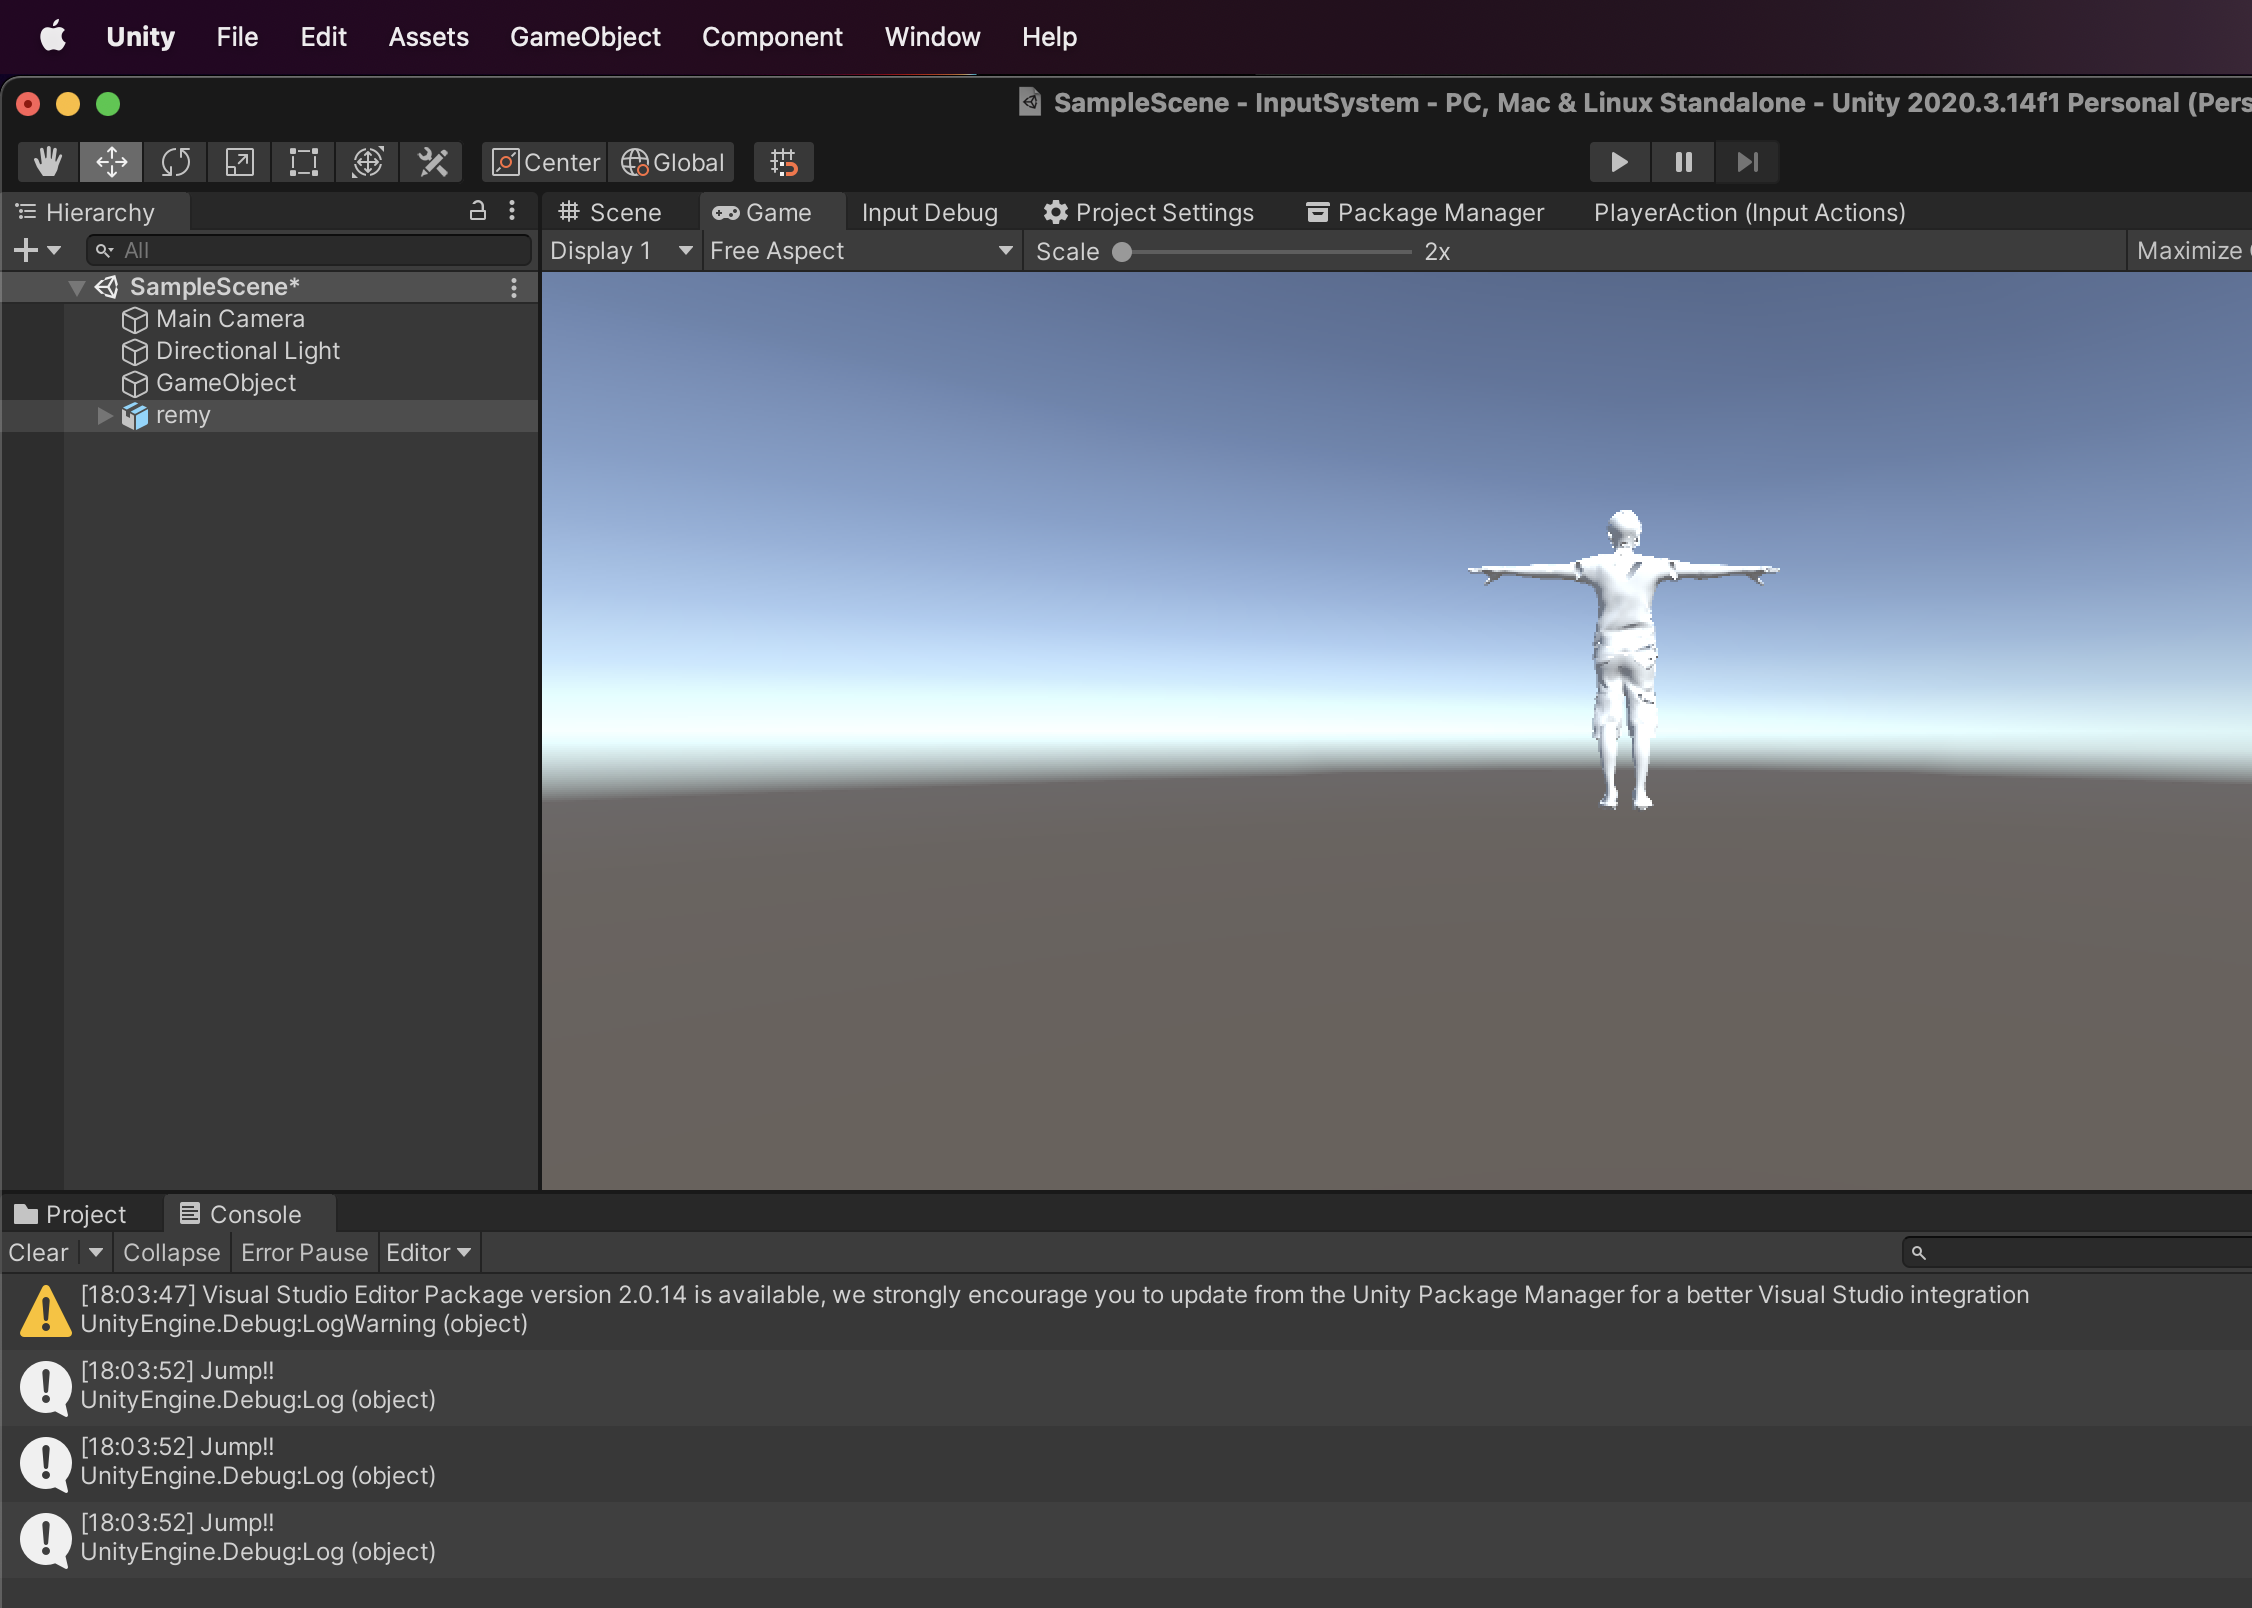 Unity File Edit Assets GameObject Component Window Help
SampleScene - InputSystem - PC, Mac & Linux Standalone - Unity 2020.3.14f1 Personal (Pers
Center Global
Hierarchy
Scene Game Input Debug Project Settings Package Manager PlayerAction (Input Actions)
All
Display 1 Free Aspect Scale 2x Maximize
SampleScene*
Main Camera
Directional Light
GameObject
remy
Project Console
Clear Collapse Error Pause Editor
[18:03:47] Visual Studio Editor Package version 2.0.14 is available, we strongly encourage you to update from the Unity Package Manager for a better Visual Studio integration
UnityEngine.Debug:LogWarning (object)
[18:03:52] Jump!!
UnityEngine.Debug:Log (object)
[18:03:52] Jump!!
UnityEngine.Debug:Log (object)
[18:03:52] Jump!!
UnityEngine.Debug:Log (object)